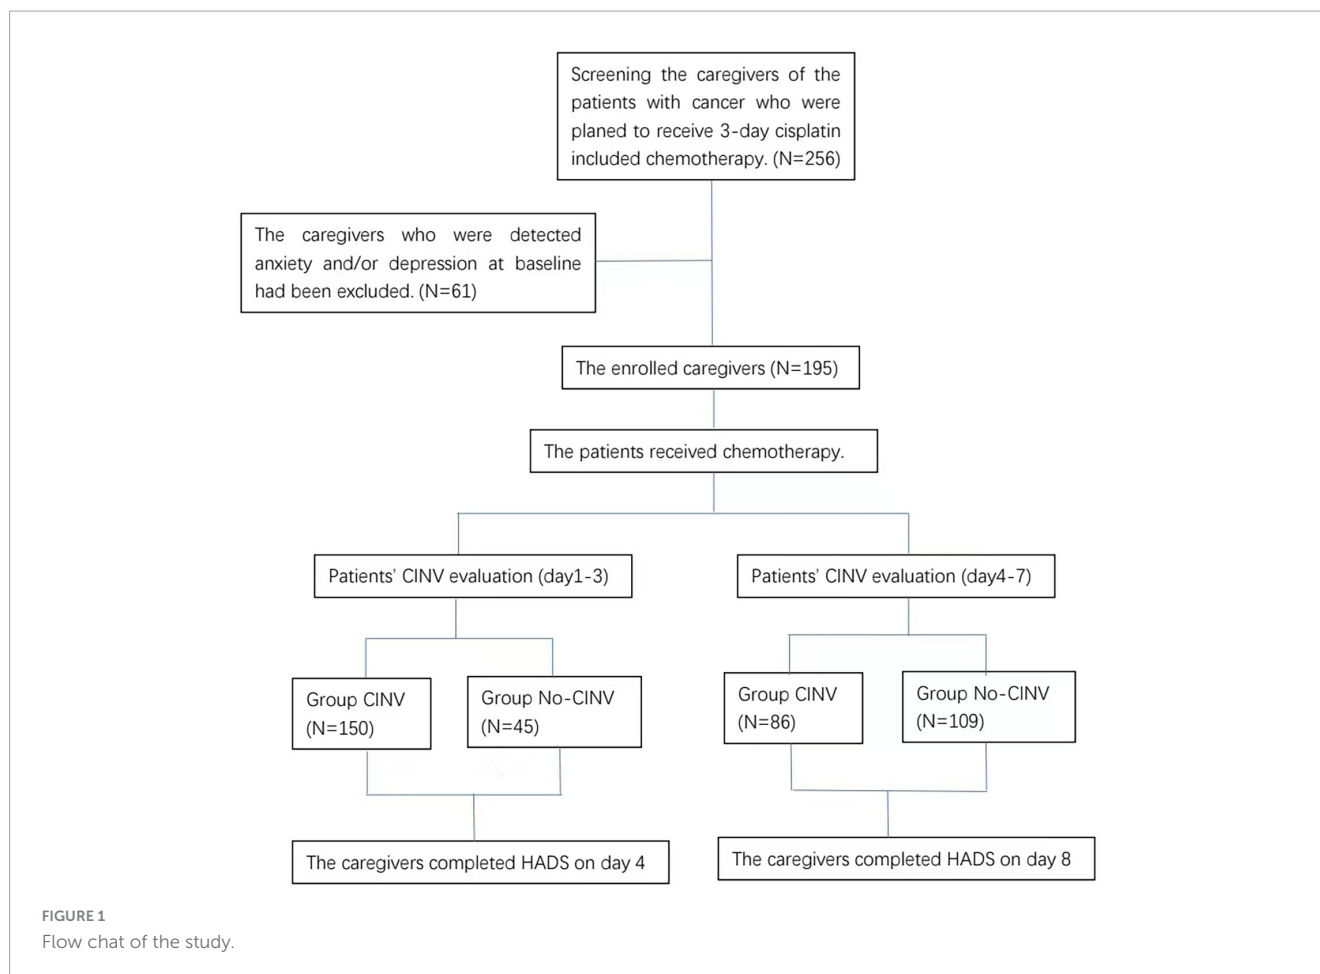 Screening the caregivers of the
patients with cancer who were
planed to receive 3-day cisplatin
included chemotherapy. (N=256)
The caregivers who were detected
anxiety and/or depression at baseline
had been excluded. (N=61)
The enrolled caregivers (N=195)
The patients received chemotherapy.
Patients’ CINV evaluation (day1-3)
Patients’ CINV evaluation (day4-7)
Group CINV
(N=150)
Group No-CINV
(N=45)
Group CINV
(N=86)
Group No-CINV
(N=109)
The caregivers completed HADS on day 4
The caregivers completed HADS on day 8
FIGURE 1
Flow chat of the study.